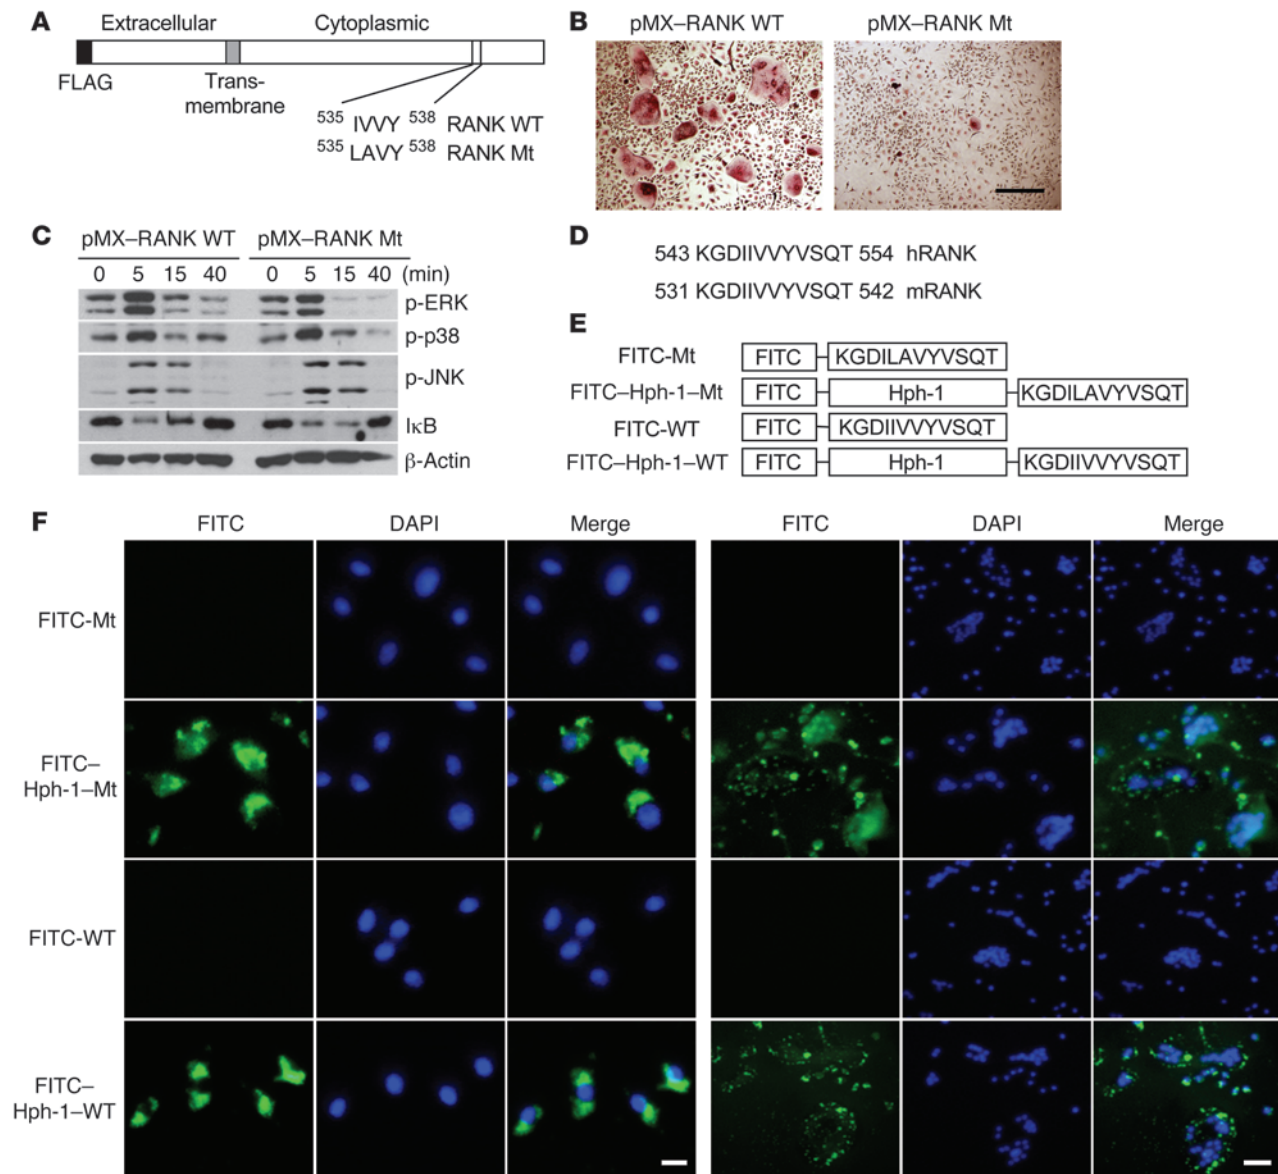 A
Extracellular
Cytoplasmic
FLAG
Trans-
membrane
535 IVVY 538 RANK WT
535 LAVY 538 RANK Mt
B
pMX–RANK WT
pMX–RANK Mt
C
pMX–RANK WT
pMX–RANK Mt
0 5 15 40 0 5 15 40 (min)
p-ERK
p-p38
p-JNK
IκB
β-Actin
D
543 KGDIIVVYVSQT 554 hRANK
531 KGDIIVVYVSQT 542 mRANK
E
FITC-Mt FITC KGDILAVYVSQT
FITC–Hph-1–Mt FITC Hph-1 KGDILAVYVSQT
FITC-WT FITC KGDIIVVYVSQT
FITC–Hph-1–WT FITC Hph-1 KGDIIVVYVSQT
F
FITC DAPI Merge FITC DAPI Merge
FITC-Mt
FITC–
Hph-1–Mt
FITC-WT
FITC–
Hph-1–WT